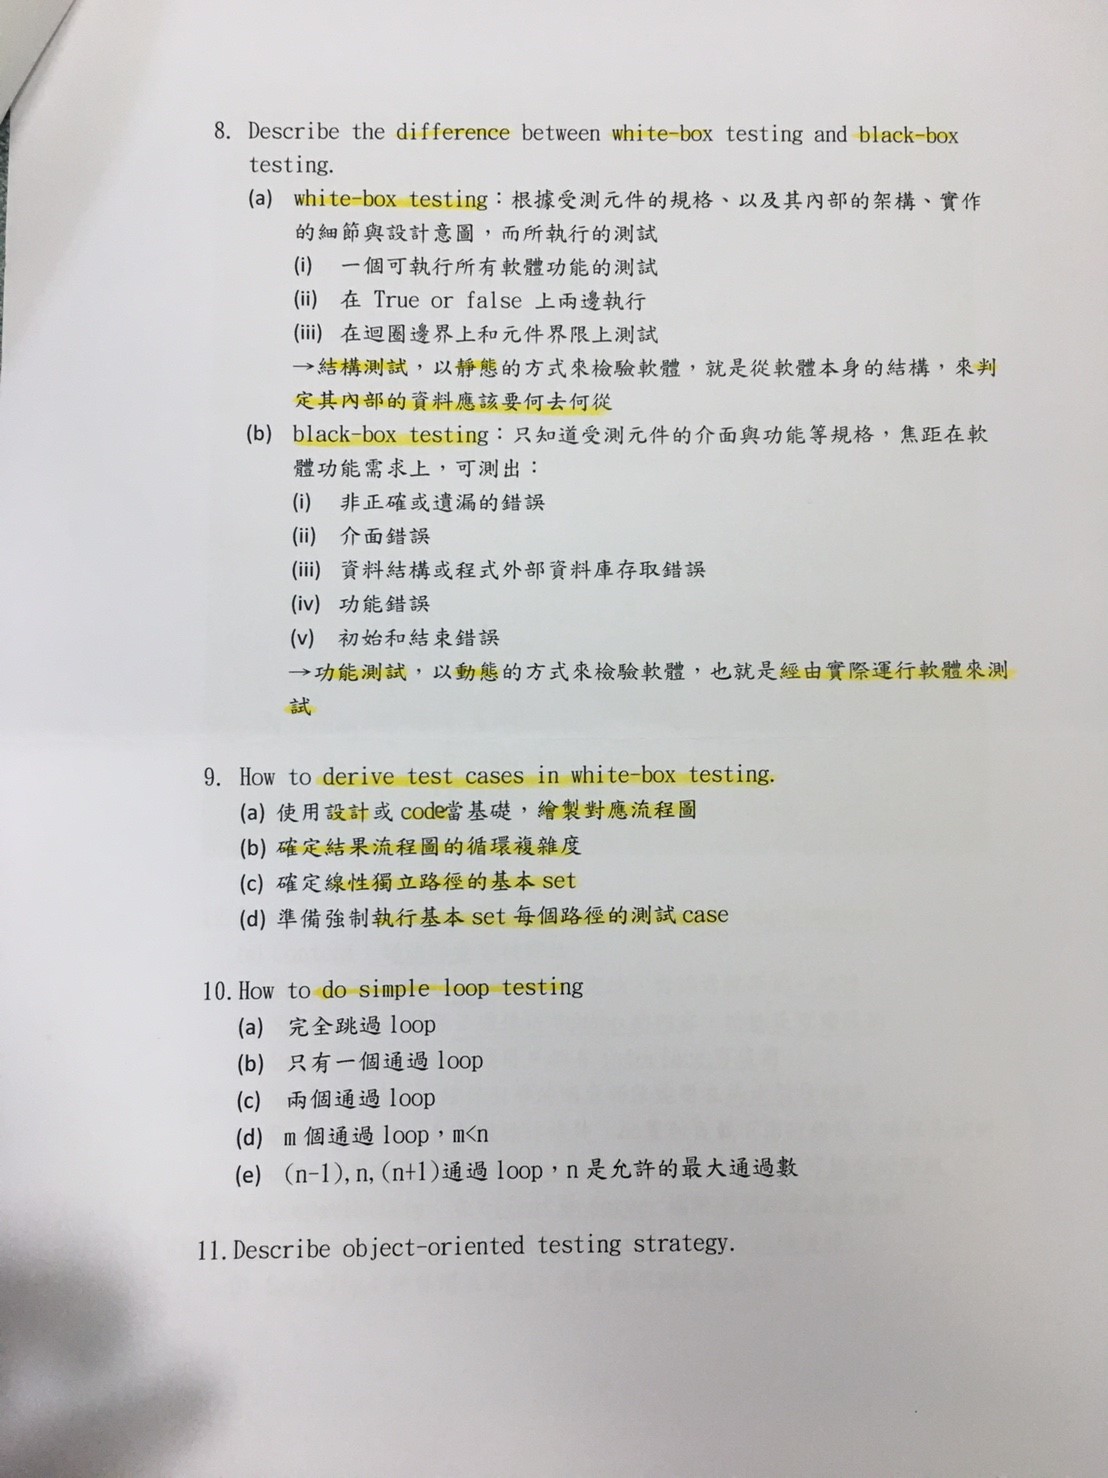 8. Describe the difference between white-box testing and black-box
testing.
(a) white-box testing：根據受測元件的規格、以及其內部的架構、實作
的細節與設計意圖，而所執行的測試
(i) 一個可執行所有軟體功能的測試
(ii) 在 True or false 上兩邊執行
(iii) 在迴圈邊界上和元件界限上測試
→結構測試，以靜態的方式來檢驗軟體，就是從軟體本身的結構，來判
定其內部的資料應該要何去何從
(b) black-box testing：只知道受測元件的介面與功能等規格，焦距在軟
體功能需求上，可測出：
(i) 非正確或遺漏的錯誤
(ii) 介面錯誤
(iii) 資料結構或程式外部資料庫存取錯誤
(iv) 功能錯誤
(v) 初始和結束錯誤
→功能測試，以動態的方式來檢驗軟體，也就是經由實際運行軟體來測
試
9. How to derive test cases in white-box testing.
(a) 使用設計或 code當基礎，繪製對應流程圖
(b) 確定結果流程圖的循環複雜度
(c) 確定線性獨立路徑的基本 set
(d) 準備強制執行基本 set 每個路徑的測試 case
10. How to do simple loop testing
(a) 完全跳過 loop
(b) 只有一個通過 loop
(c) 兩個通過 loop
(d) m 個通過 loop，m<n
(e) (n-1), n, (n+1)通過 loop，n 是允許的最大通過數
11. Describe object-oriented testing strategy.